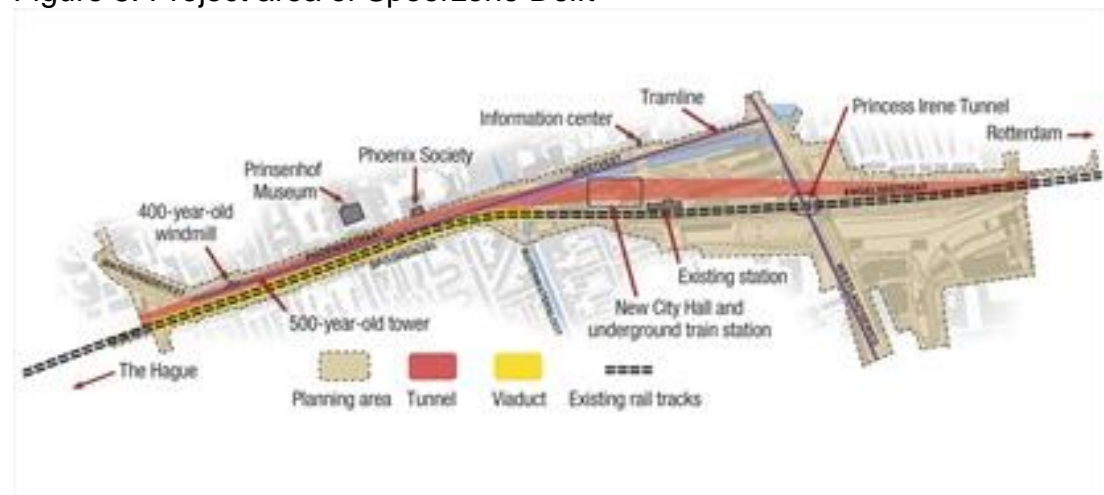 Figure 3: Project area of Spoorzone Delft
Tramline
Information center
Princess Irene Tunnel
Rotterdam
Phoenix Society
Prinsenhof
Museum
400-year-old
windmill
Existing station
New City Hall and
underground train station
500-year-old tower
The Hague
Planning area
Tunnel
Viaduct
Existing rail tracks